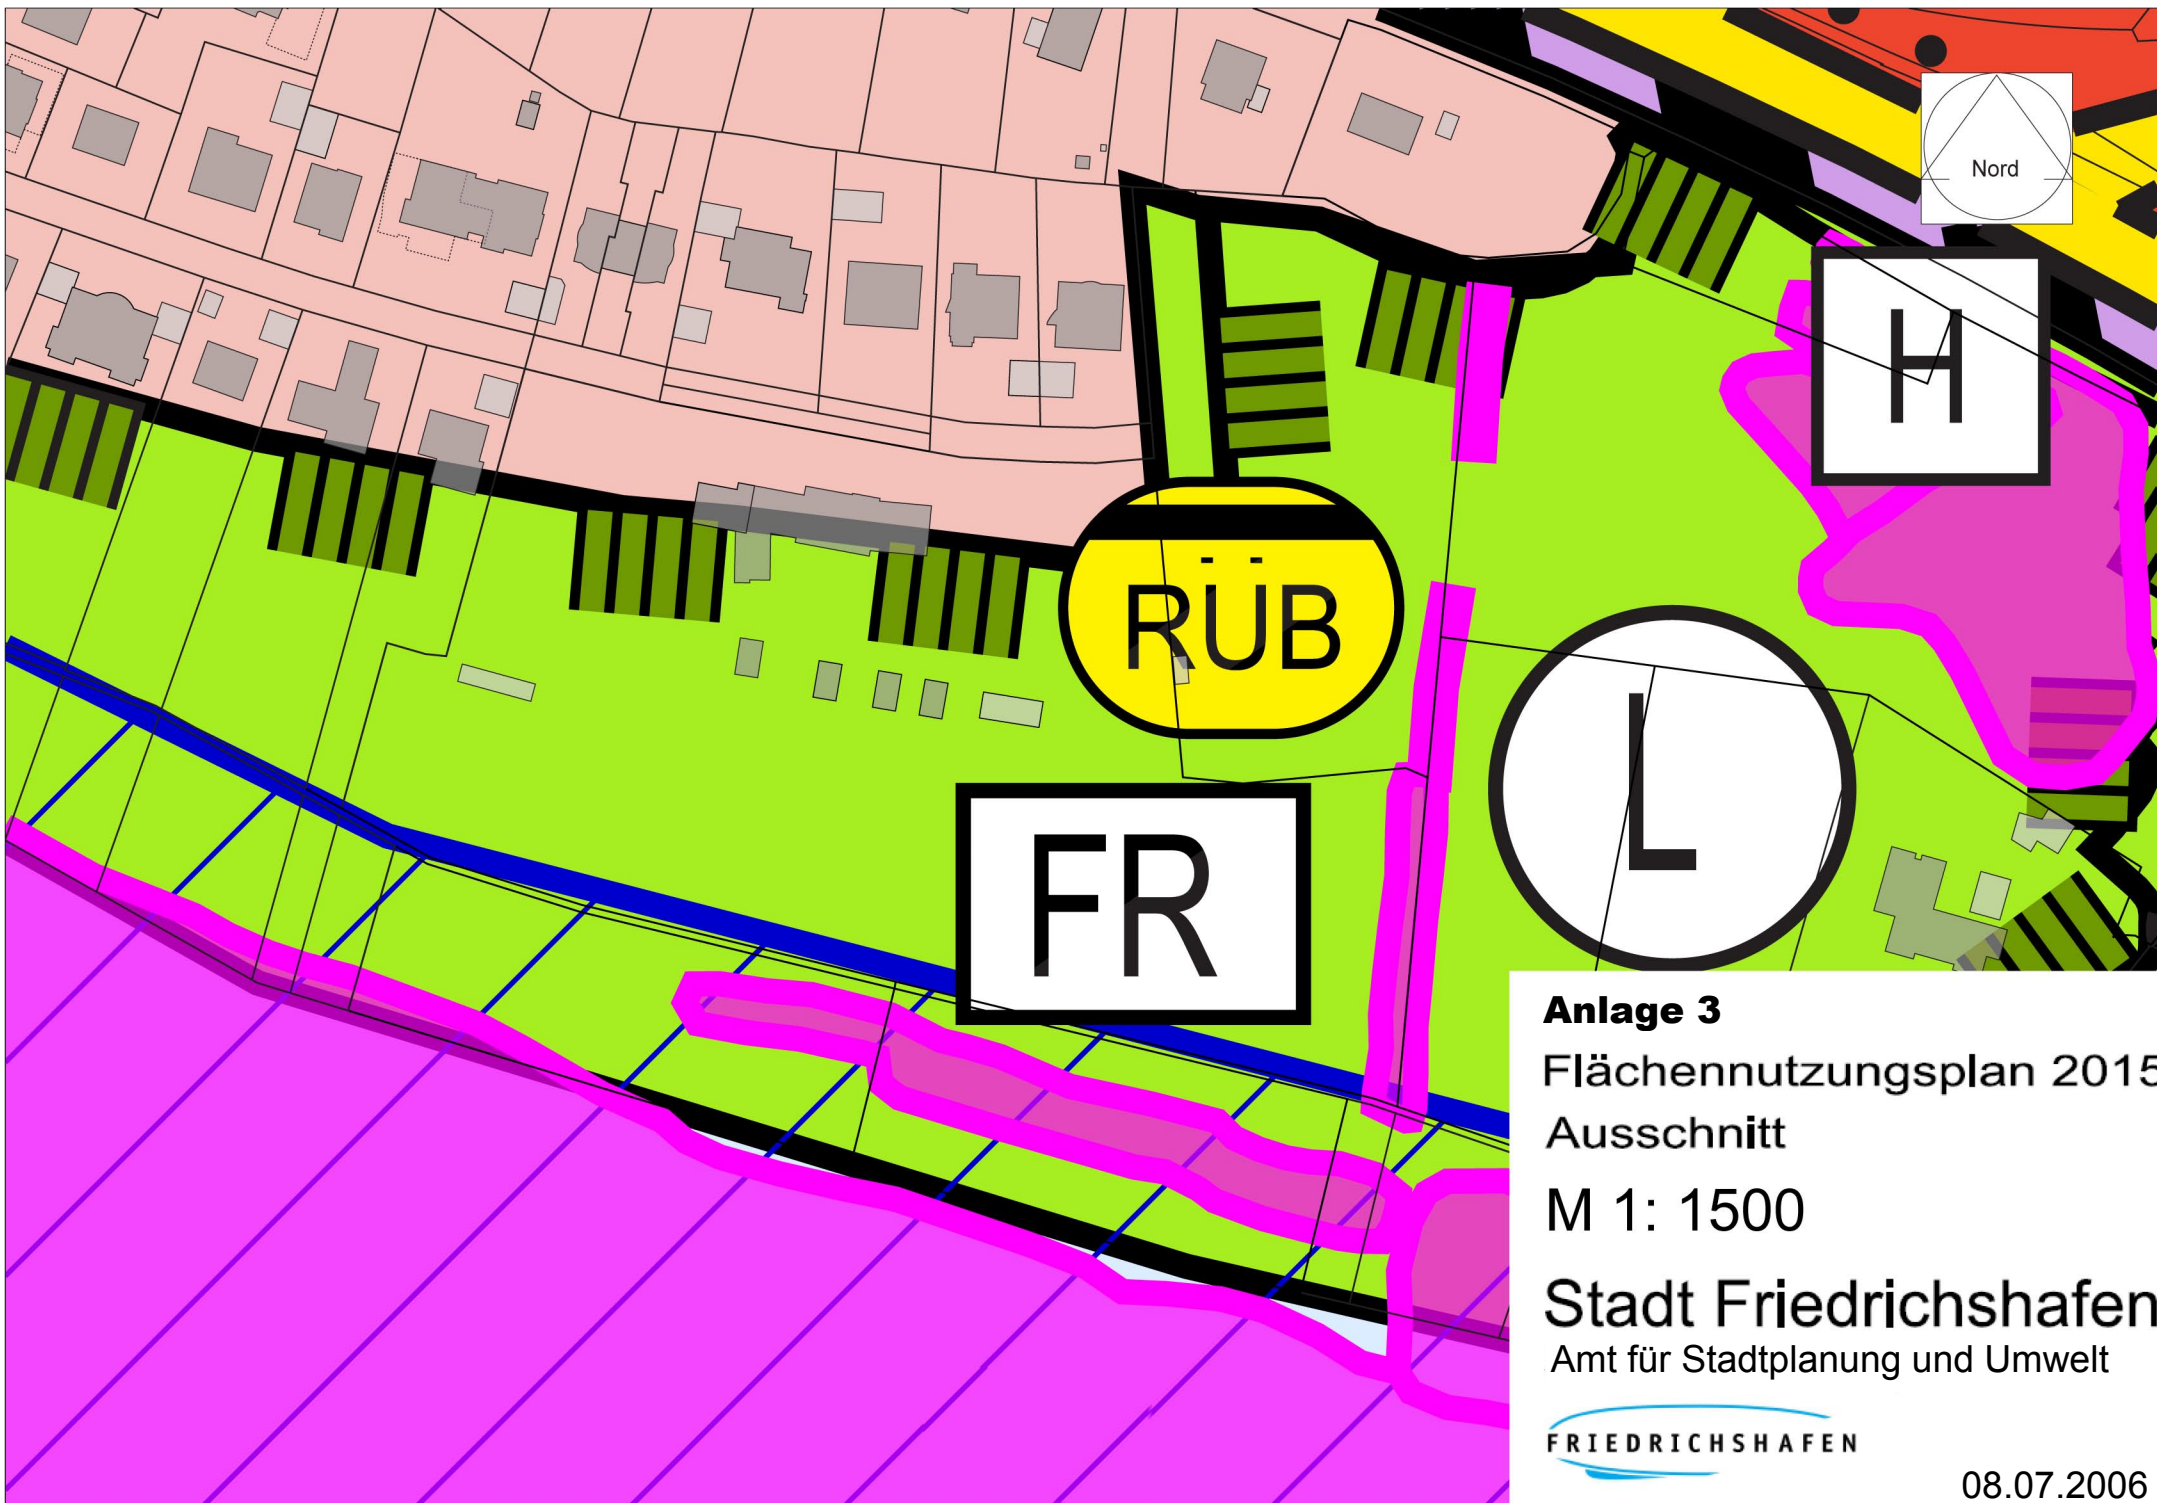 Nord
H
RÜB
L
FR
Anlage 3
Flächennutzungsplan 2015
Ausschnitt
M 1: 1500
Stadt Friedrichshafen
Amt für Stadtplanung und Umwelt
FRIEDRICHSHAFEN
08.07.2006